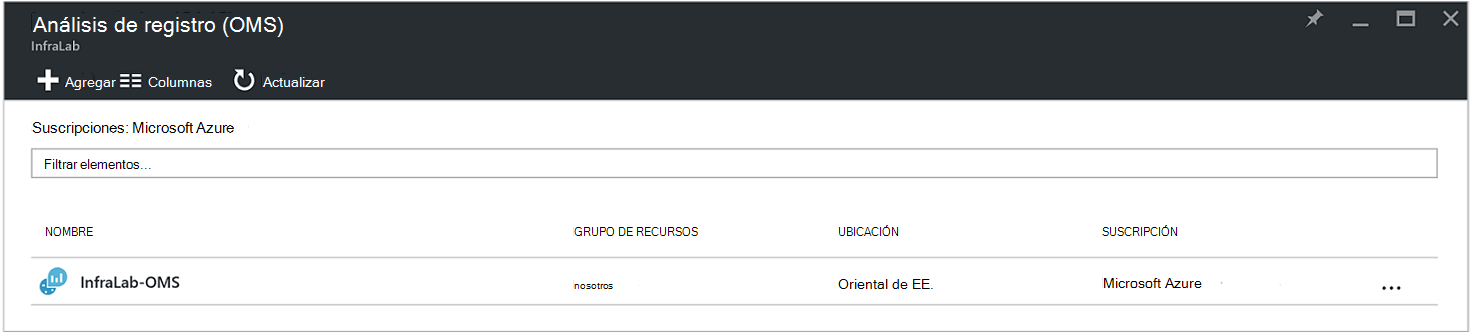 Análisis de registro (OMS)
InfraLab
Agregar Columnas Actualizar
Suscripciones: Microsoft Azure
Filtrar elementos...
NOMBRE GRUPO DE RECURSOS UBICACIÓN SUSCRIPCIÓN
InfraLab-OMS nosotros Oriental de EE. Microsoft Azure ...